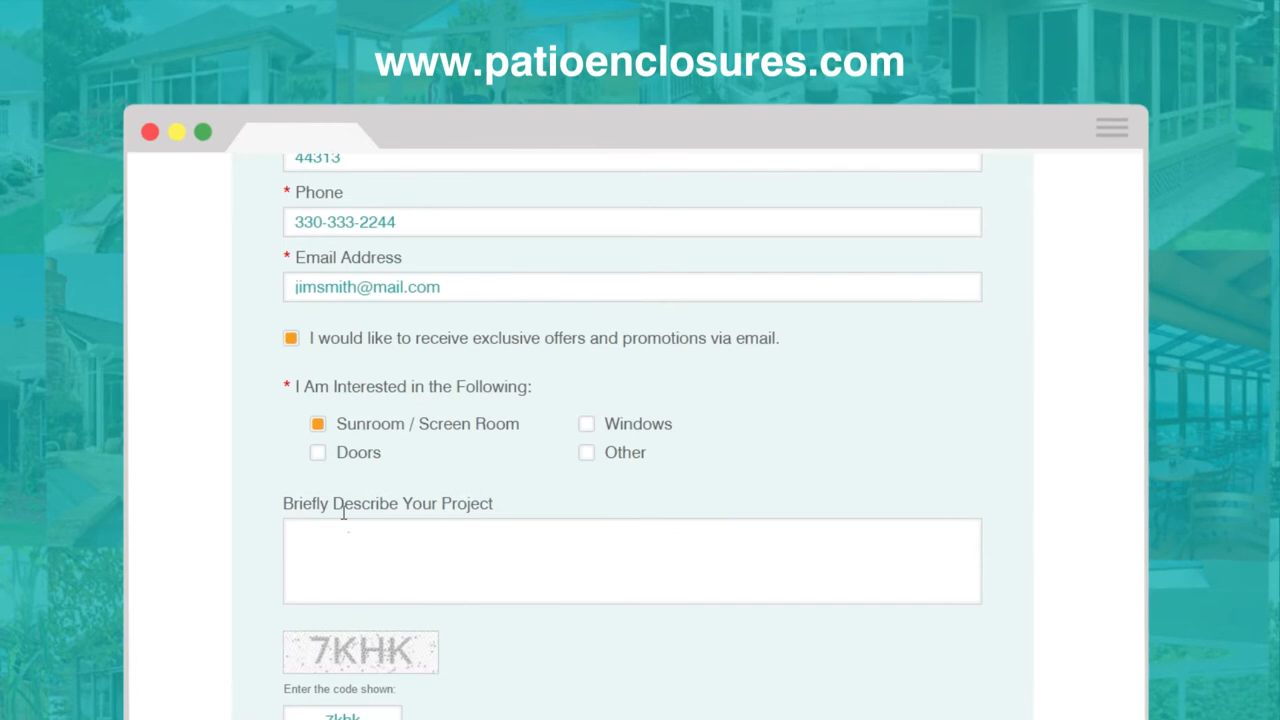 www.patioenclosures.com
44313
* Phone
330-333-2244
* Email Address
jimsmith@mail.com
I would like to receive exclusive offers and promotions via email.
* I Am Interested in the Following:
Sunroom / Screen Room Windows
Doors Other
Briefly Describe Your Project
7KHK
Enter the code shown:
7khk